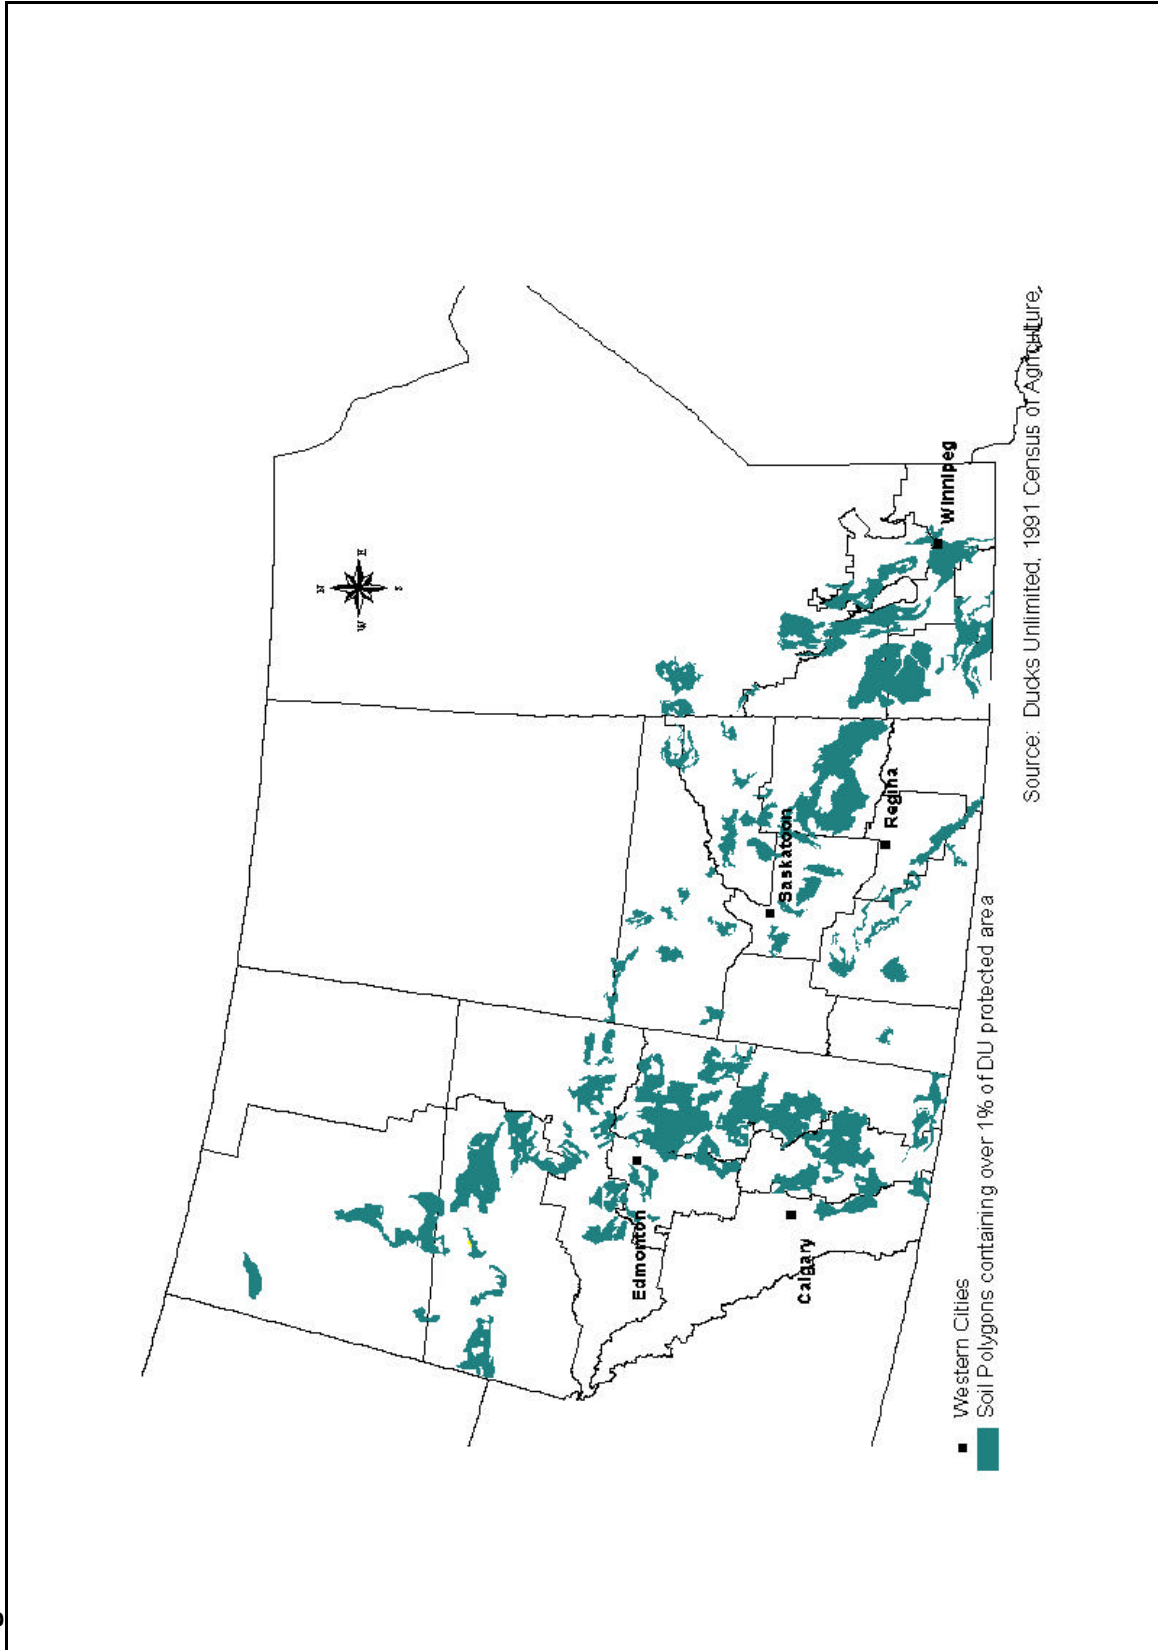 N
W
E
S
Edmonton
Calgary
Saskatoon
Regina
Winnipeg
Western Cities
Soil Polygons containing over 1% of DU protected area
Source: Ducks Unlimited, 1991 Census of Agriculture,